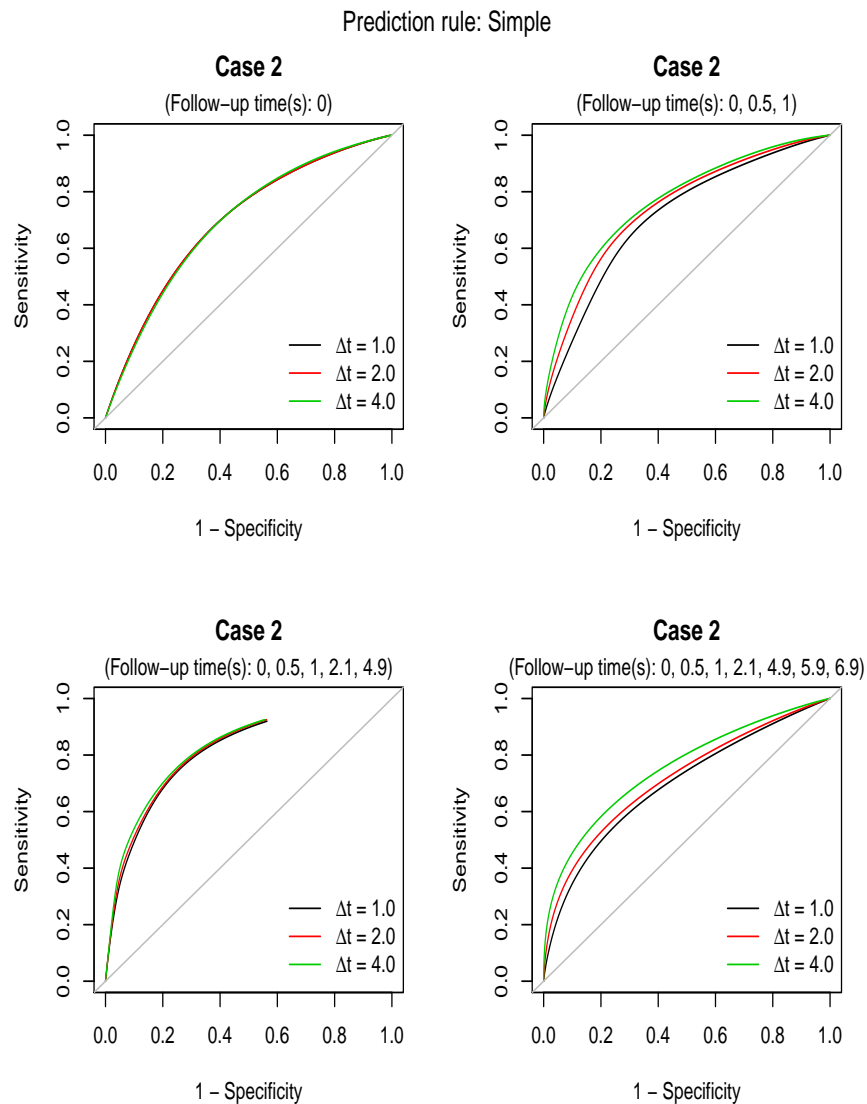 Prediction rule: Simple
Case 2
(Follow−up time(s): 0)
Sensitivity
0.0 0.2 0.4 0.6 0.8 1.0
Δt = 1.0
Δt = 2.0
Δt = 4.0
0.0 0.2 0.4 0.6 0.8 1.0
1 − Specificity
Case 2
(Follow−up time(s): 0, 0.5, 1)
Sensitivity
0.0 0.2 0.4 0.6 0.8 1.0
Δt = 1.0
Δt = 2.0
Δt = 4.0
0.0 0.2 0.4 0.6 0.8 1.0
1 − Specificity
Case 2
(Follow−up time(s): 0, 0.5, 1, 2.1, 4.9)
Sensitivity
0.0 0.2 0.4 0.6 0.8 1.0
Δt = 1.0
Δt = 2.0
Δt = 4.0
0.0 0.2 0.4 0.6 0.8 1.0
1 − Specificity
Case 2
(Follow−up time(s): 0, 0.5, 1, 2.1, 4.9, 5.9, 6.9)
Sensitivity
0.0 0.2 0.4 0.6 0.8 1.0
Δt = 1.0
Δt = 2.0
Δt = 4.0
0.0 0.2 0.4 0.6 0.8 1.0
1 − Specificity